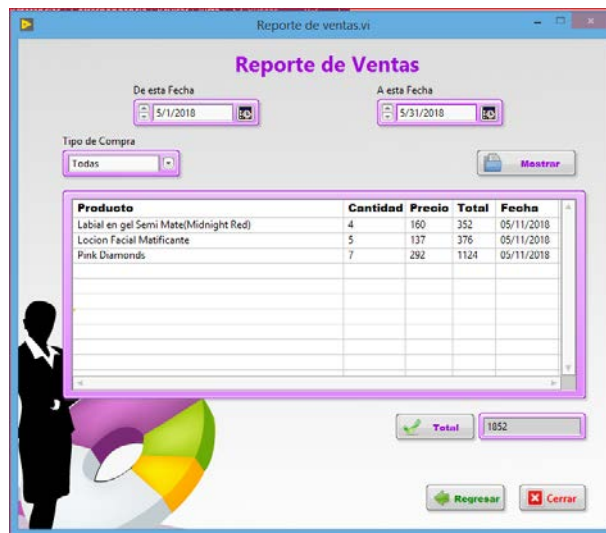 Reporte de ventas.vi
Reporte de Ventas
De esta Fecha A esta Fecha
5/1/2018 5/31/2018
Tipo de Compra
Todas Mostrar
Producto Cantidad Precio Total Fecha
Labial en gel Semi Mate(Midnight Red) 4 160 352 05/11/2018
Locion Facial Matificante 5 137 376 05/11/2018
Pink Diamonds 7 292 1124 05/11/2018
Total 1852
Regresar Cerrar